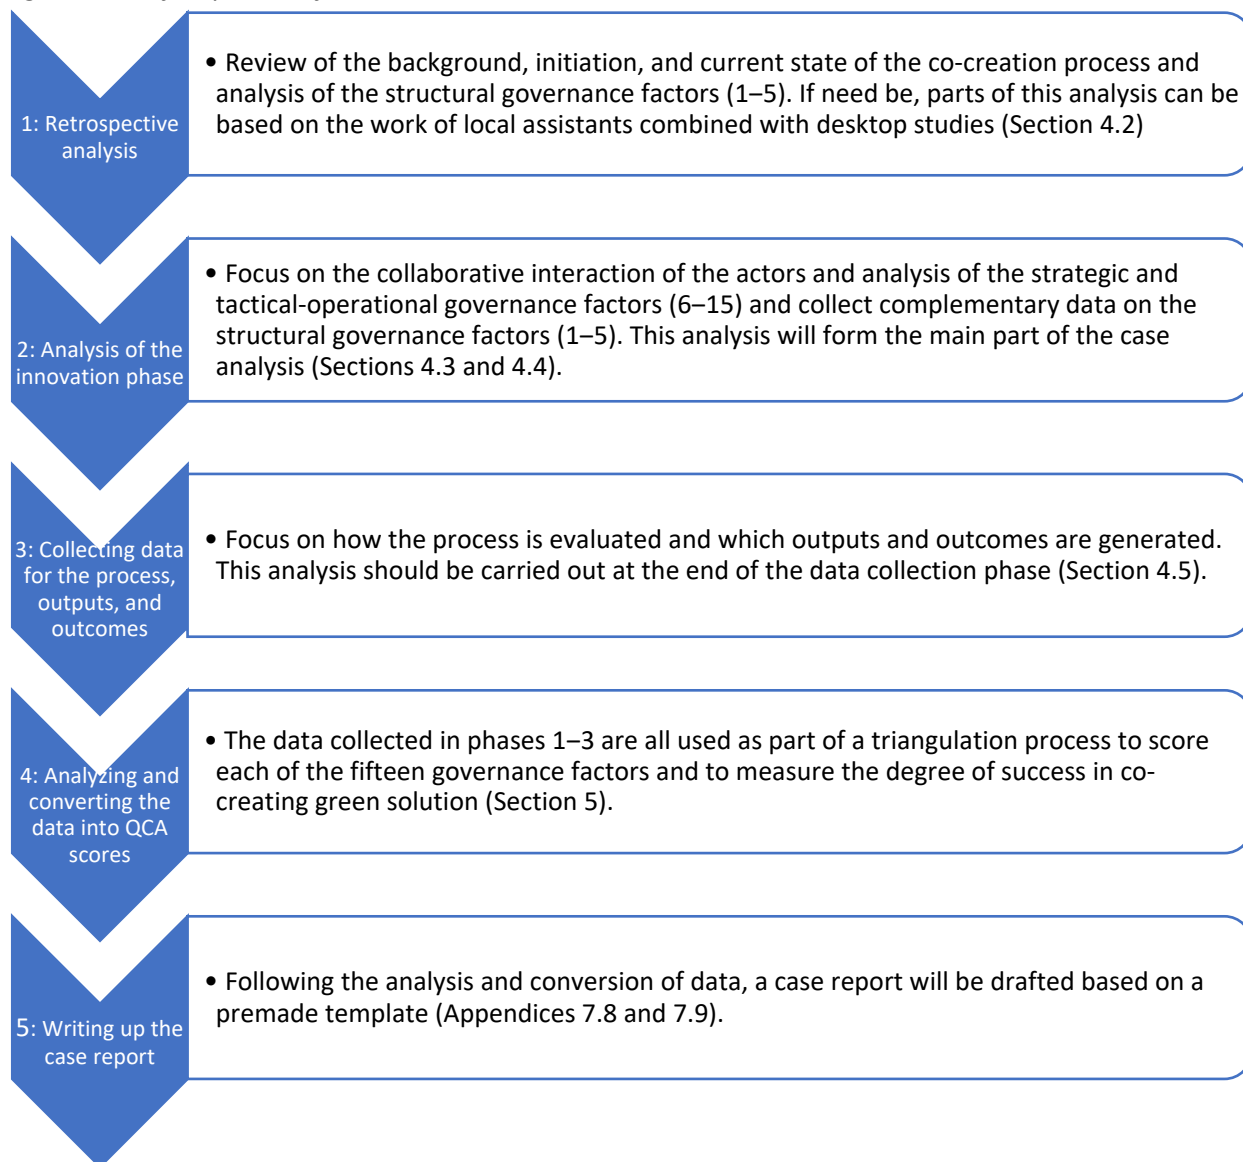 1: Retrospective
analysis
• Review of the background, initiation, and current state of the co-creation process and
analysis of the structural governance factors (1–5). If need be, parts of this analysis can be
based on the work of local assistants combined with desktop studies (Section 4.2)
2: Analysis of the
innovation phase
• Focus on the collaborative interaction of the actors and analysis of the strategic and
tactical-operational governance factors (6–15) and collect complementary data on the
structural governance factors (1–5). This analysis will form the main part of the case
analysis (Sections 4.3 and 4.4).
3: Collecting data
for the process,
outputs, and
outcomes
• Focus on how the process is evaluated and which outputs and outcomes are generated.
This analysis should be carried out at the end of the data collection phase (Section 4.5).
4: Analyzing and
converting the
data into QCA
scores
• The data collected in phases 1–3 are all used as part of a triangulation process to score
each of the fifteen governance factors and to measure the degree of success in co-
creating green solution (Section 5).
5: Writing up the
case report
• Following the analysis and conversion of data, a case report will be drafted based on a
premade template (Appendices 7.8 and 7.9).